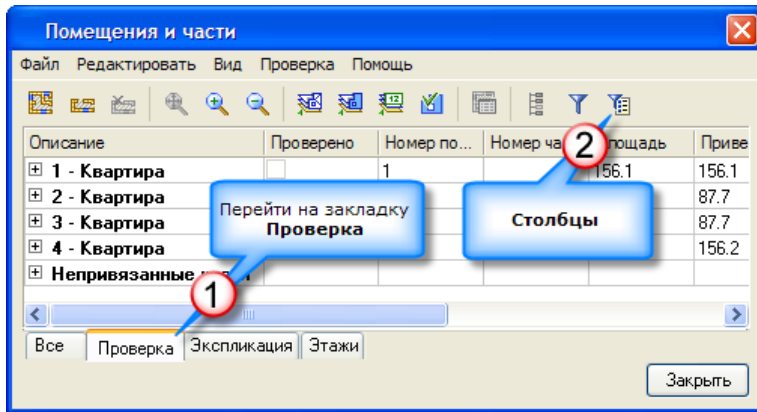 Помещения и части
Файл Редактировать Вид Проверка Помощь
Описание Проверено Номер по... Номер ча Площадь Приве
1 - Квартира 1 156.1 156.1
2 - Квартира 87.7
3 - Квартира 87.7
4 - Квартира 156.2
Непривязанные
Перейти на закладку
Проверка
1
Столбцы
2
Все Проверка Экспликация Этажи
Закрыть